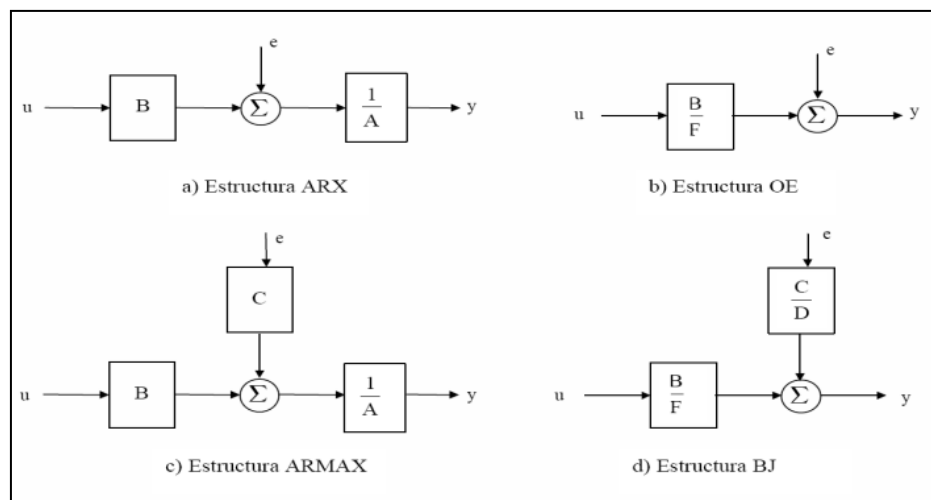 e
u
B
Σ
1
A
y
a) Estructura ARX
e
u
B
F
Σ
y
b) Estructura OE
e
C
u
B
Σ
1
A
y
c) Estructura ARMAX
e
C
D
u
B
F
Σ
y
d) Estructura BJ